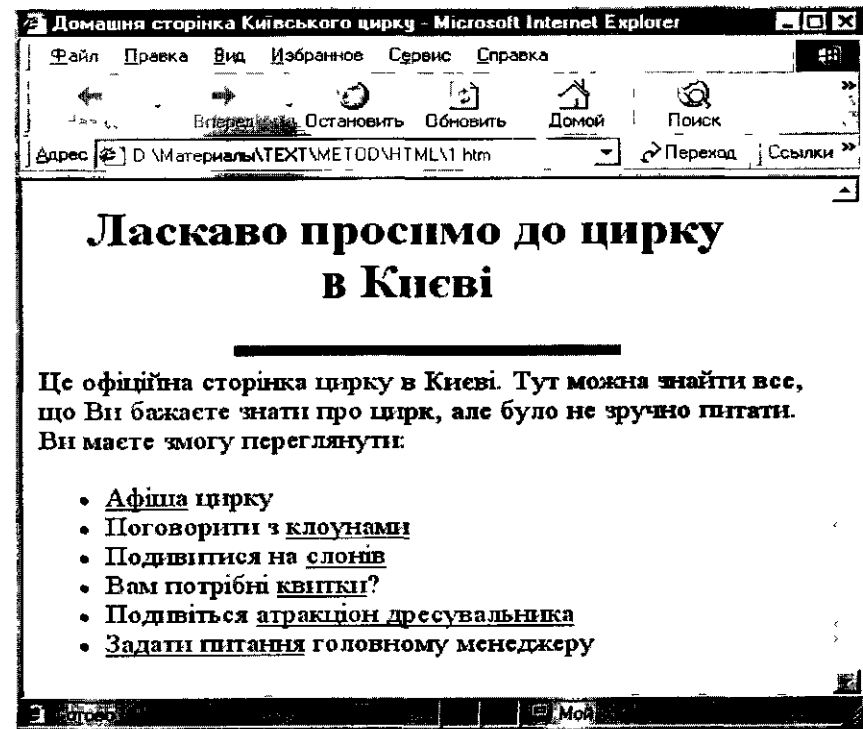 Домашня сторінка Київського цирку - Microsoft Internet Explorer
Файл Правка Вид Избранное Сервис Справка
Вперед Остановить Обновить Домой Поиск »
Адрес D \Материалы\TEXT\METOD\HTML\1 htm Переход Ссылки »
Ласкаво просимо до цирку
в Києві
Це офіційна сторінка цирку в Києві. Тут можна знайти все,
що Ви бажаєте знати про цирк, але було не зручно питати.
Ви маєте змогу переглянути:
• Афіша цирку
• Поговорити з клоунами
• Подивитися на слонів
• Вам потрібні квитки?
• Подивіться атракціон дресувальника
• Задати питання головному менеджеру
Готово Мой